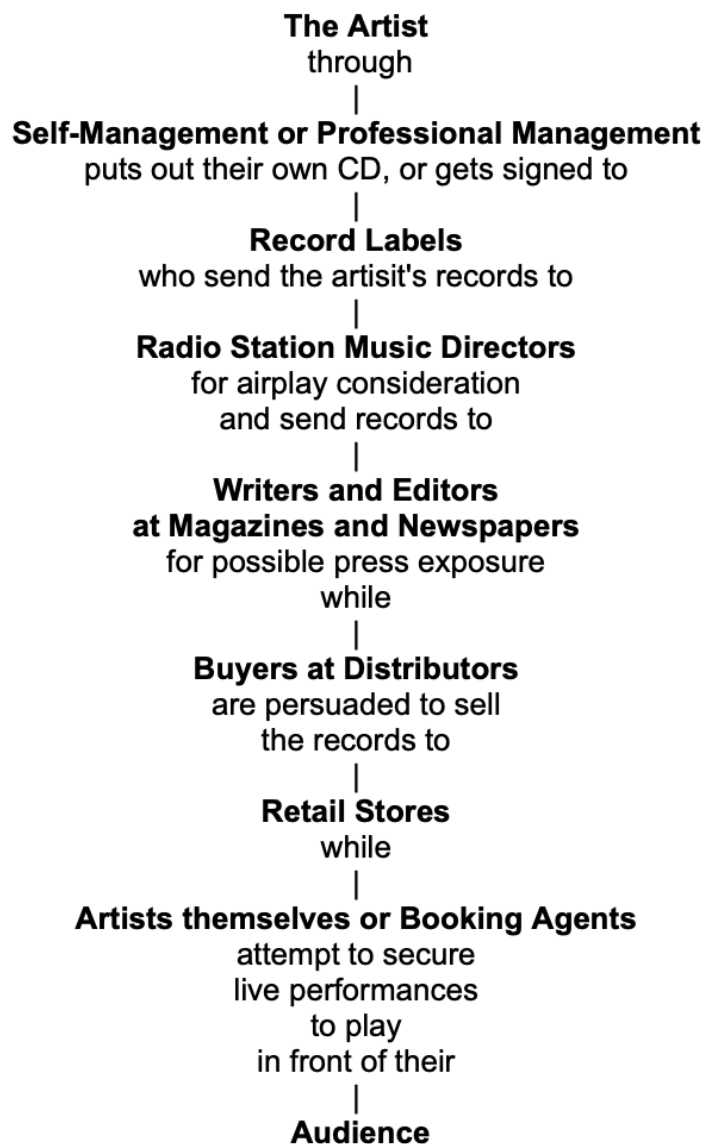 The Artist
through
|
Self-Management or Professional Management
puts out their own CD, or gets signed to
|
Record Labels
who send the artisit's records to
|
Radio Station Music Directors
for airplay consideration
and send records to
|
Writers and Editors
at Magazines and Newspapers
for possible press exposure
while
|
Buyers at Distributors
are persuaded to sell
the records to
|
Retail Stores
while
|
Artists themselves or Booking Agents
attempt to secure
live performances
to play
in front of their
|
Audience